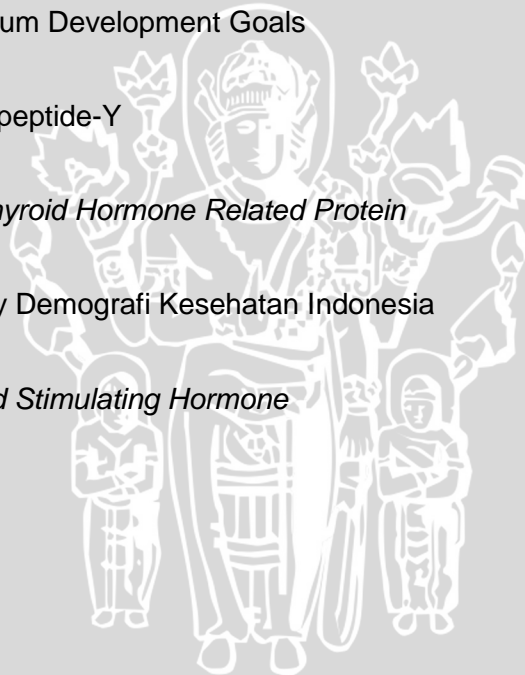 um Development Goals
peptide-Y
hyroid Hormone Related Protein
y Demografi Kesehatan Indonesia
d Stimulating Hormone